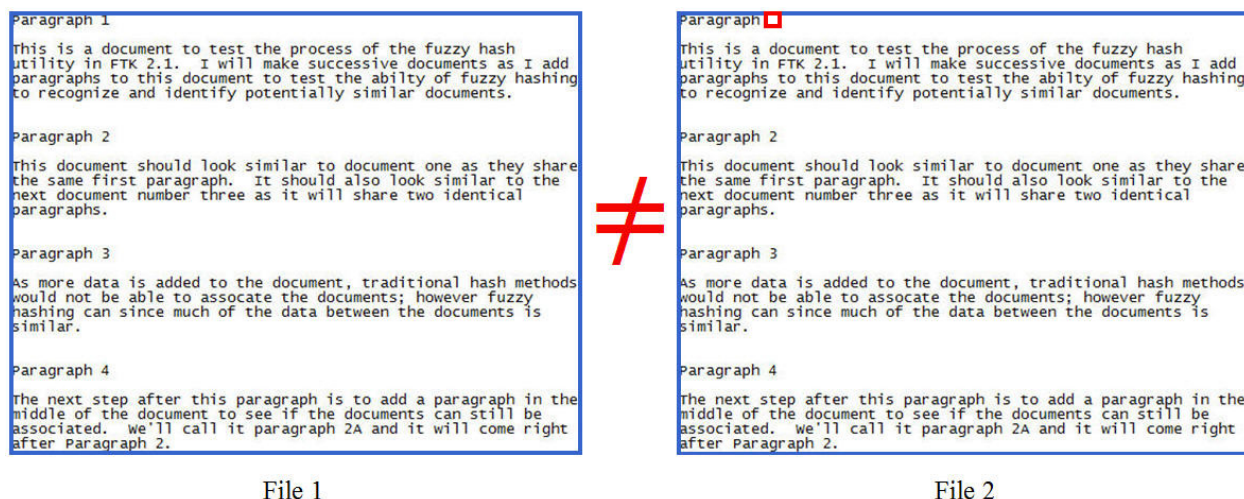 Paragraph 1
This is a document to test the process of the fuzzy hash
utility in FTK 2.1.  I will make successive documents as I add
paragraphs to this document to test the abilty of fuzzy hashing
to recognize and identify potentially similar documents.
Paragraph 2
This document should look similar to document one as they share
the same first paragraph.  It should also look similar to the
next document number three as it will share two identical
paragraphs.
Paragraph 3
As more data is added to the document, traditional hash methods
would not be able to assocate the documents; however fuzzy
hashing can since much of the data between the documents is
similar.
Paragraph 4
The next step after this paragraph is to add a paragraph in the
middle of the document to see if the documents can still be
associated.  We'll call it paragraph 2A and it will come right
after Paragraph 2.
File 1
≠
Paragraph
This is a document to test the process of the fuzzy hash
utility in FTK 2.1.  I will make successive documents as I add
paragraphs to this document to test the abilty of fuzzy hashing
to recognize and identify potentially similar documents.
Paragraph 2
This document should look similar to document one as they share
the same first paragraph.  It should also look similar to the
next document number three as it will share two identical
paragraphs.
Paragraph 3
As more data is added to the document, traditional hash methods
would not be able to assocate the documents; however fuzzy
hashing can since much of the data between the documents is
similar.
Paragraph 4
The next step after this paragraph is to add a paragraph in the
middle of the document to see if the documents can still be
associated.  We'll call it paragraph 2A and it will come right
after Paragraph 2.
File 2